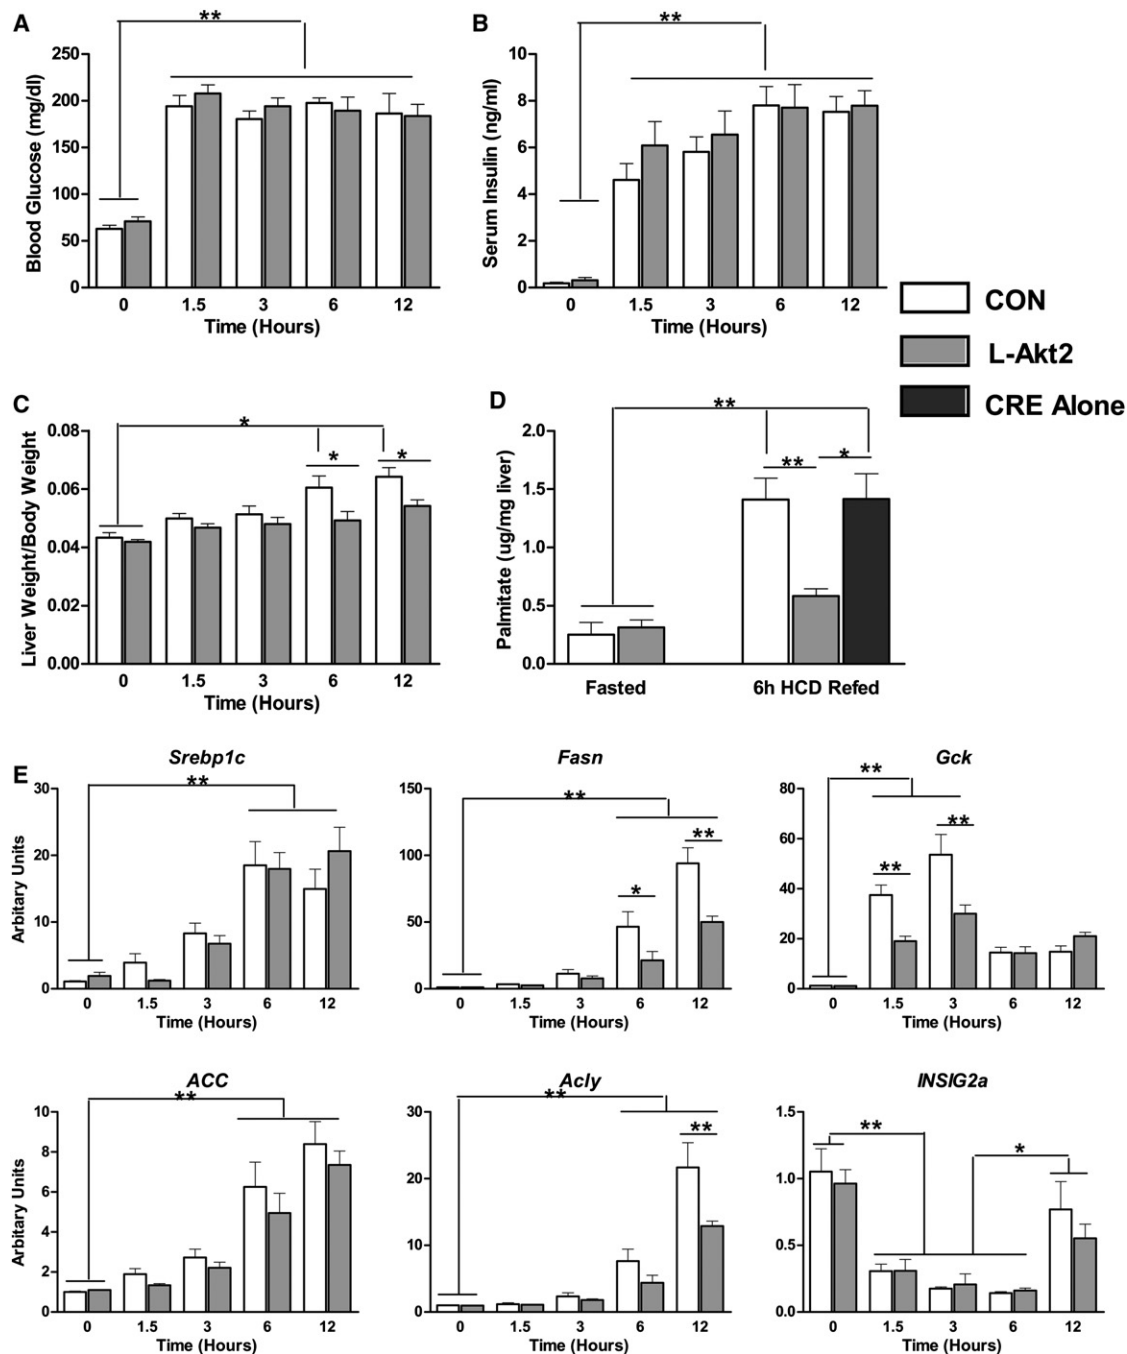 A
**
Blood Glucose (mg/dl)
250
200
150
100
50
0
0 1.5 3 6 12
Time (Hours)
B
**
Serum Insulin (ng/ml)
10
8
6
4
2
0
0 1.5 3 6 12
Time (Hours)
CON
L-Akt2
CRE Alone
C
*
* *
Liver Weight/Body Weight
0.08
0.06
0.04
0.02
0.00
0 1.5 3 6 12
Time (Hours)
D
**
** *
Palmitate (ug/mg liver)
2.0
1.5
1.0
0.5
0.0
Fasted 6h HCD Refed
E
Srebp1c
**
Arbitary Units
30
20
10
0
0 1.5 3 6 12
Time (Hours)
Fasn
**
**
*
150
100
50
0
0 1.5 3 6 12
Time (Hours)
Gck
**
**
**
80
60
40
20
0
0 1.5 3 6 12
Time (Hours)
ACC
**
Arbitary Units
10
8
6
4
2
0
0 1.5 3 6 12
Time (Hours)
Acly
**
**
30
20
10
0
0 1.5 3 6 12
Time (Hours)
INSIG2a
**
*
1.5
1.0
0.5
0.0
0 1.5 3 6 12
Time (Hours)